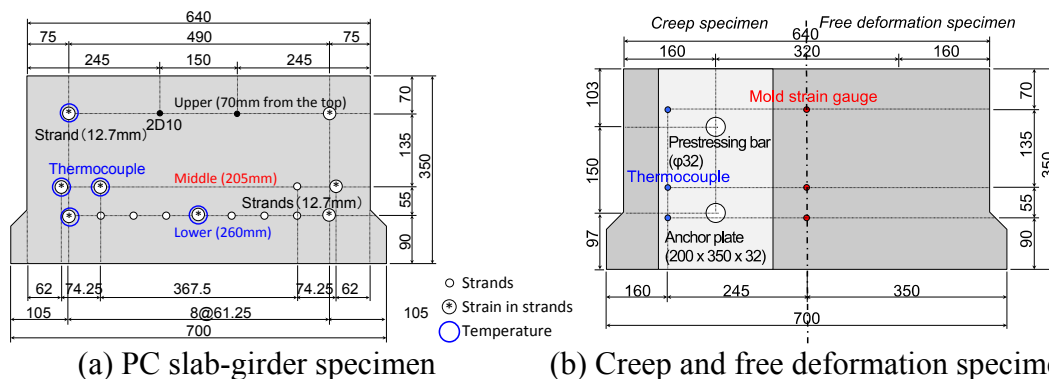 640
75
490
75
245
150
245
Upper (70mm from the top)
2D10
Strand(12.7mm)
Thermocouple
Middle (205mm)
Strands(12.7mm)
Lower (260mm)
70
135
55
90
350
62
74.25
367.5
74.25
62
105
8@61.25
105
700
Strands
Strain in strands
Temperature
(a) PC slab-girder specimen
Creep specimen
Free deformation specimen
640
160
320
160
103
150
97
Mold strain gauge
Prestressing bar
(φ32)
Thermocouple
Anchor plate
(200 x 350 x 32)
70
135
55
90
350
160
245
350
700
(b) Creep and free deformation specime